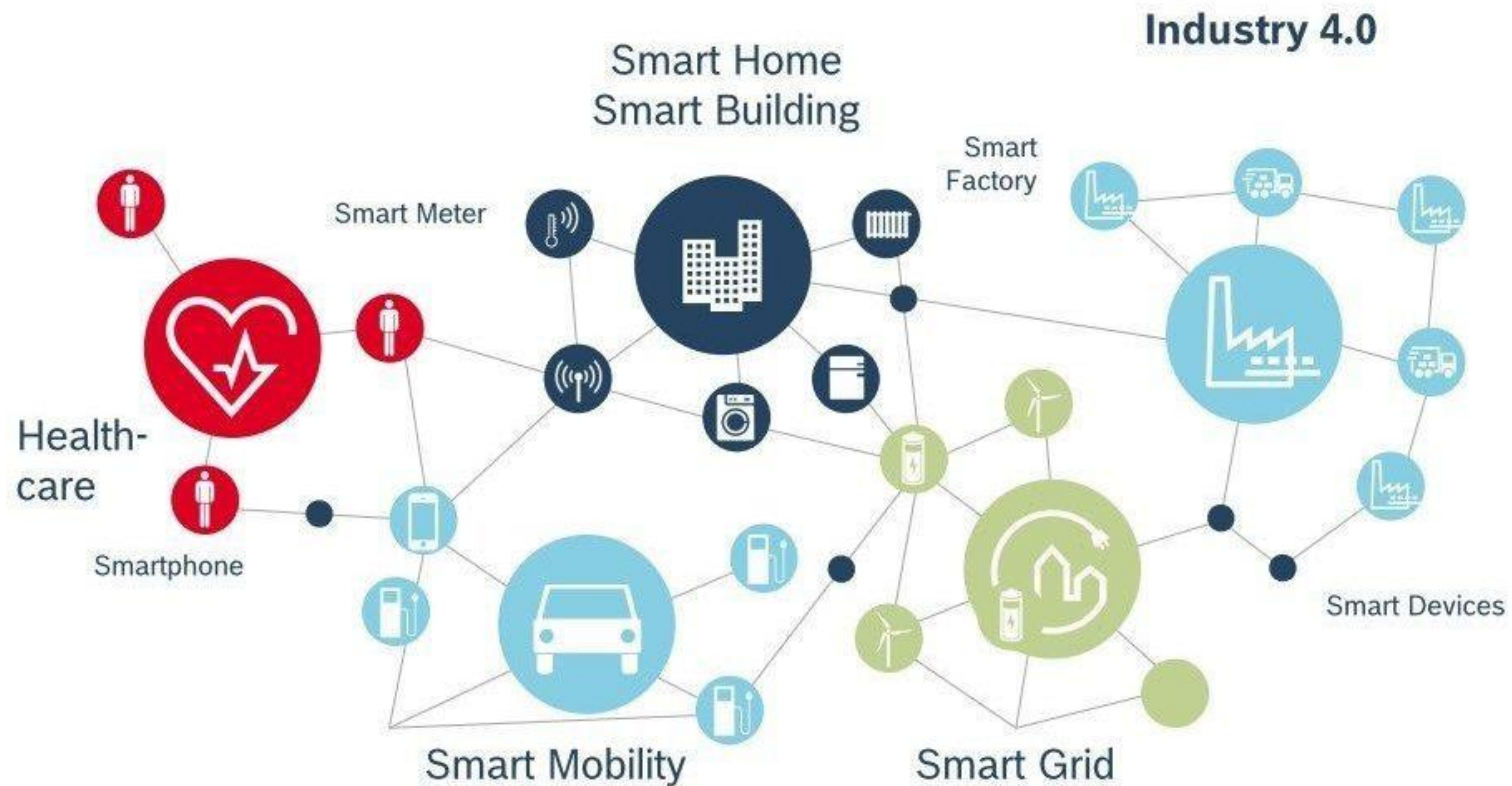 Industry 4.0
Smart Home
Smart Building
Smart
Factory
Smart Meter
Health-
care
Smartphone
Smart Devices
Smart Mobility
Smart Grid